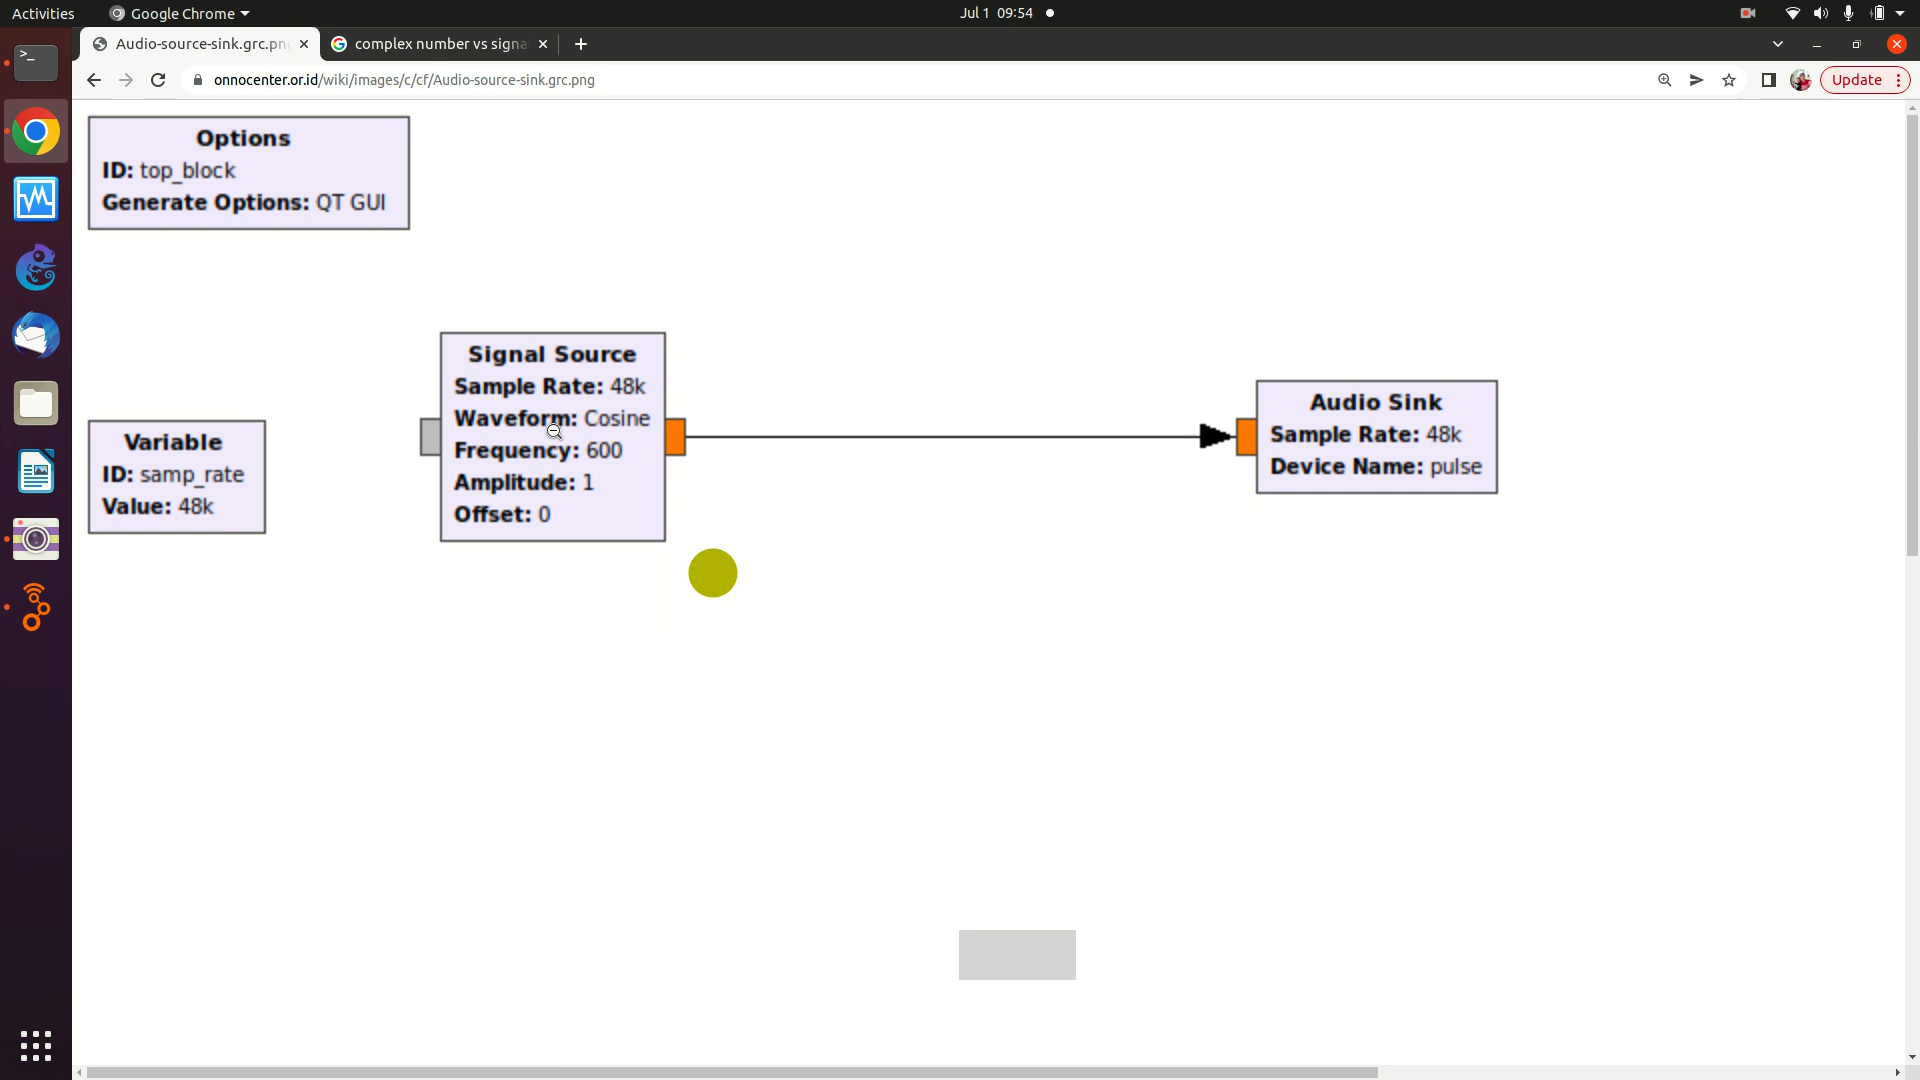 Activities
Google Chrome
Jul 1 09:54
Audio-source-sink.grc.pn
complex number vs signa
onnocenter.or.id/wiki/images/c/cf/Audio-source-sink.grc.png
Update
Options
ID: top_block
Generate Options: QT GUI
Signal Source
Sample Rate: 48k
Waveform: Cosine
Frequency: 600
Amplitude: 1
Offset: 0
Variable
ID: samp_rate
Value: 48k
Audio Sink
Sample Rate: 48k
Device Name: pulse